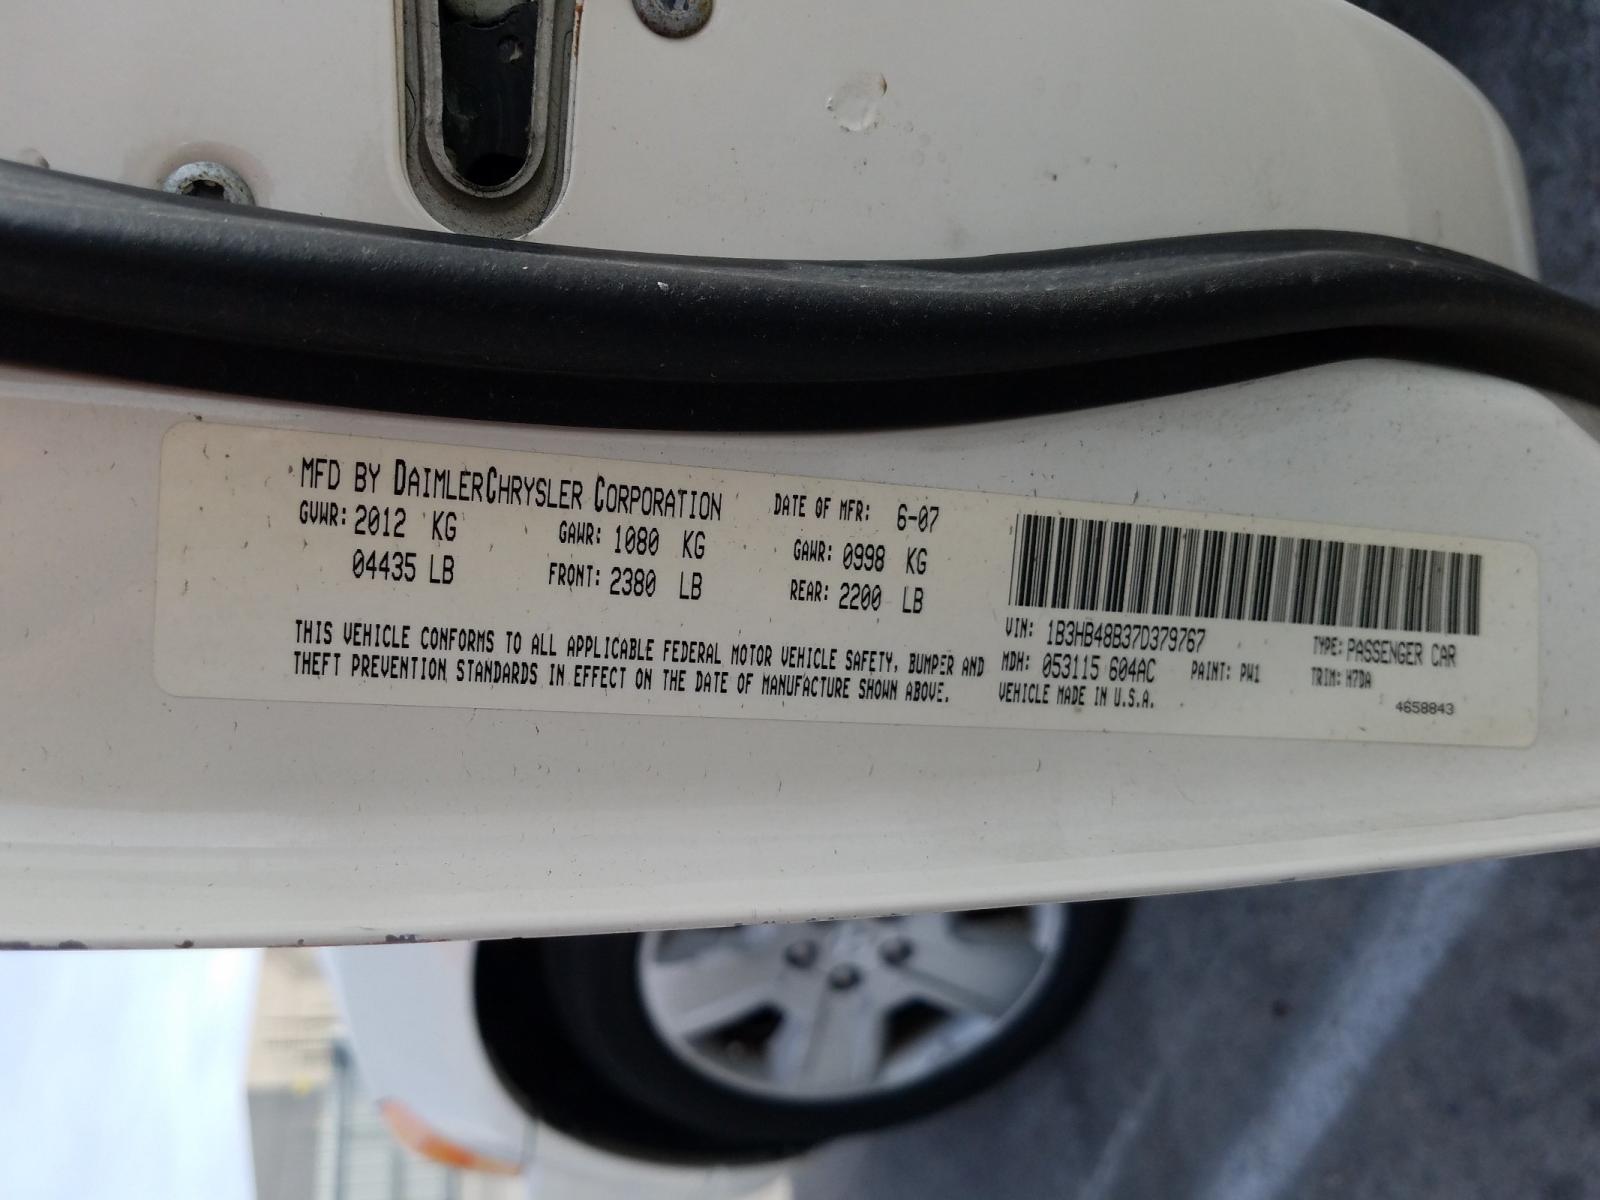 MFD BY DAIMLERCHRYSLER CORPORATION DATE OF MFR: 6-07
GVWR: 2012 KG GAWR: 1080 KG GAWR: 0998 KG
04435 LB FRONT: 2380 LB REAR: 2200 LB
THIS VEHICLE CONFORMS TO ALL APPLICABLE FEDERAL MOTOR VEHICLE SAFETY, BUMPER AND
THEFT PREVENTION STANDARDS IN EFFECT ON THE DATE OF MANUFACTURE SHOWN ABOVE.
VIN: 1B3HB48B37D379767 TYPE: PASSENGER CAR
MDH: 053115 604AC PAINT: PW1 TRIM: H7DA
VEHICLE MADE IN U.S.A. 4658843